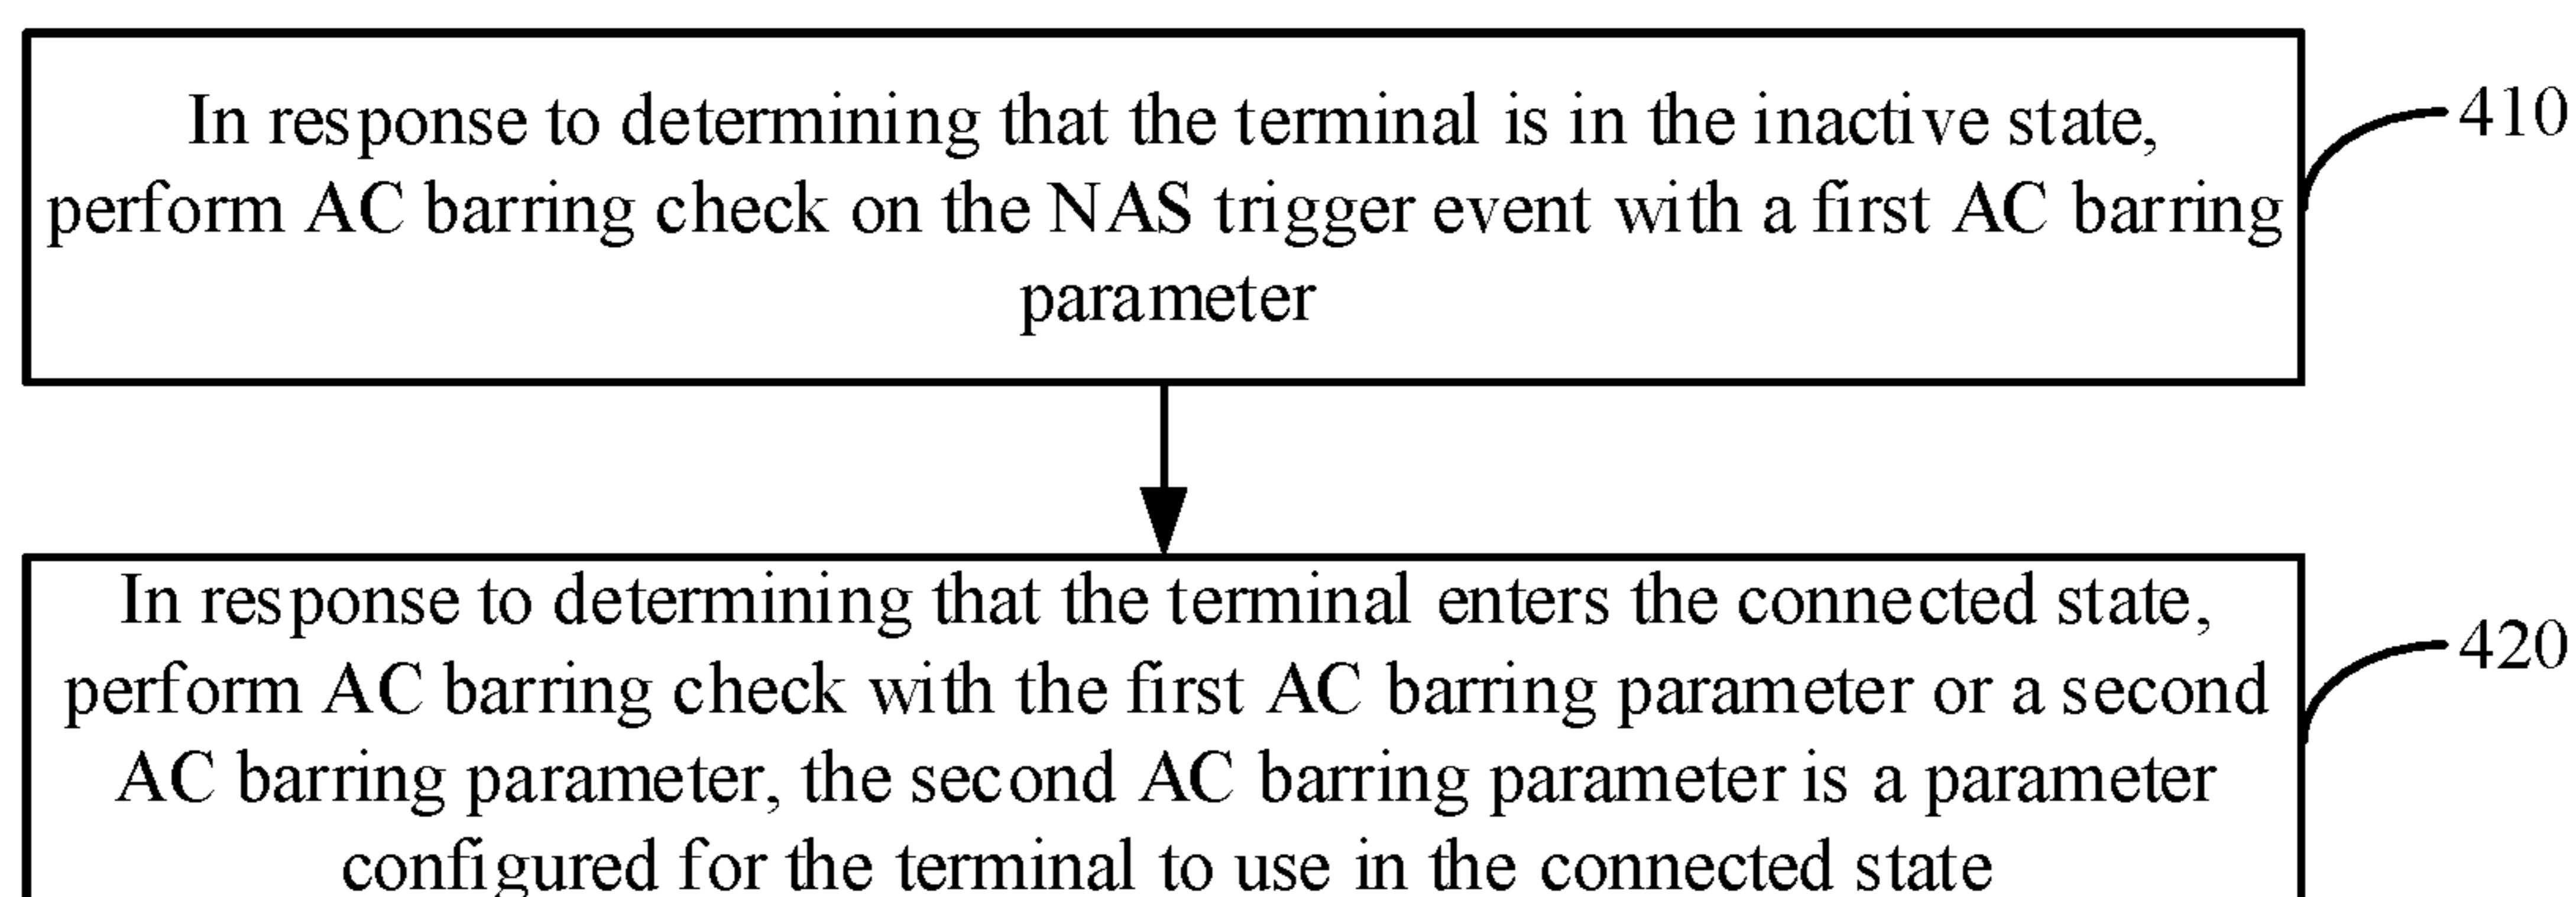 In response to determining that the terminal is in the inactive state,
410
perform AC barring check on the NAS trigger event with a first AC barring
parameter
In response to determining that the terminal enters the connected state,
420
perform AC barring check with the first AC barring parameter or a second
AC barring parameter, the second AC barring parameter is a parameter
configured for the terminal to use in the connected state